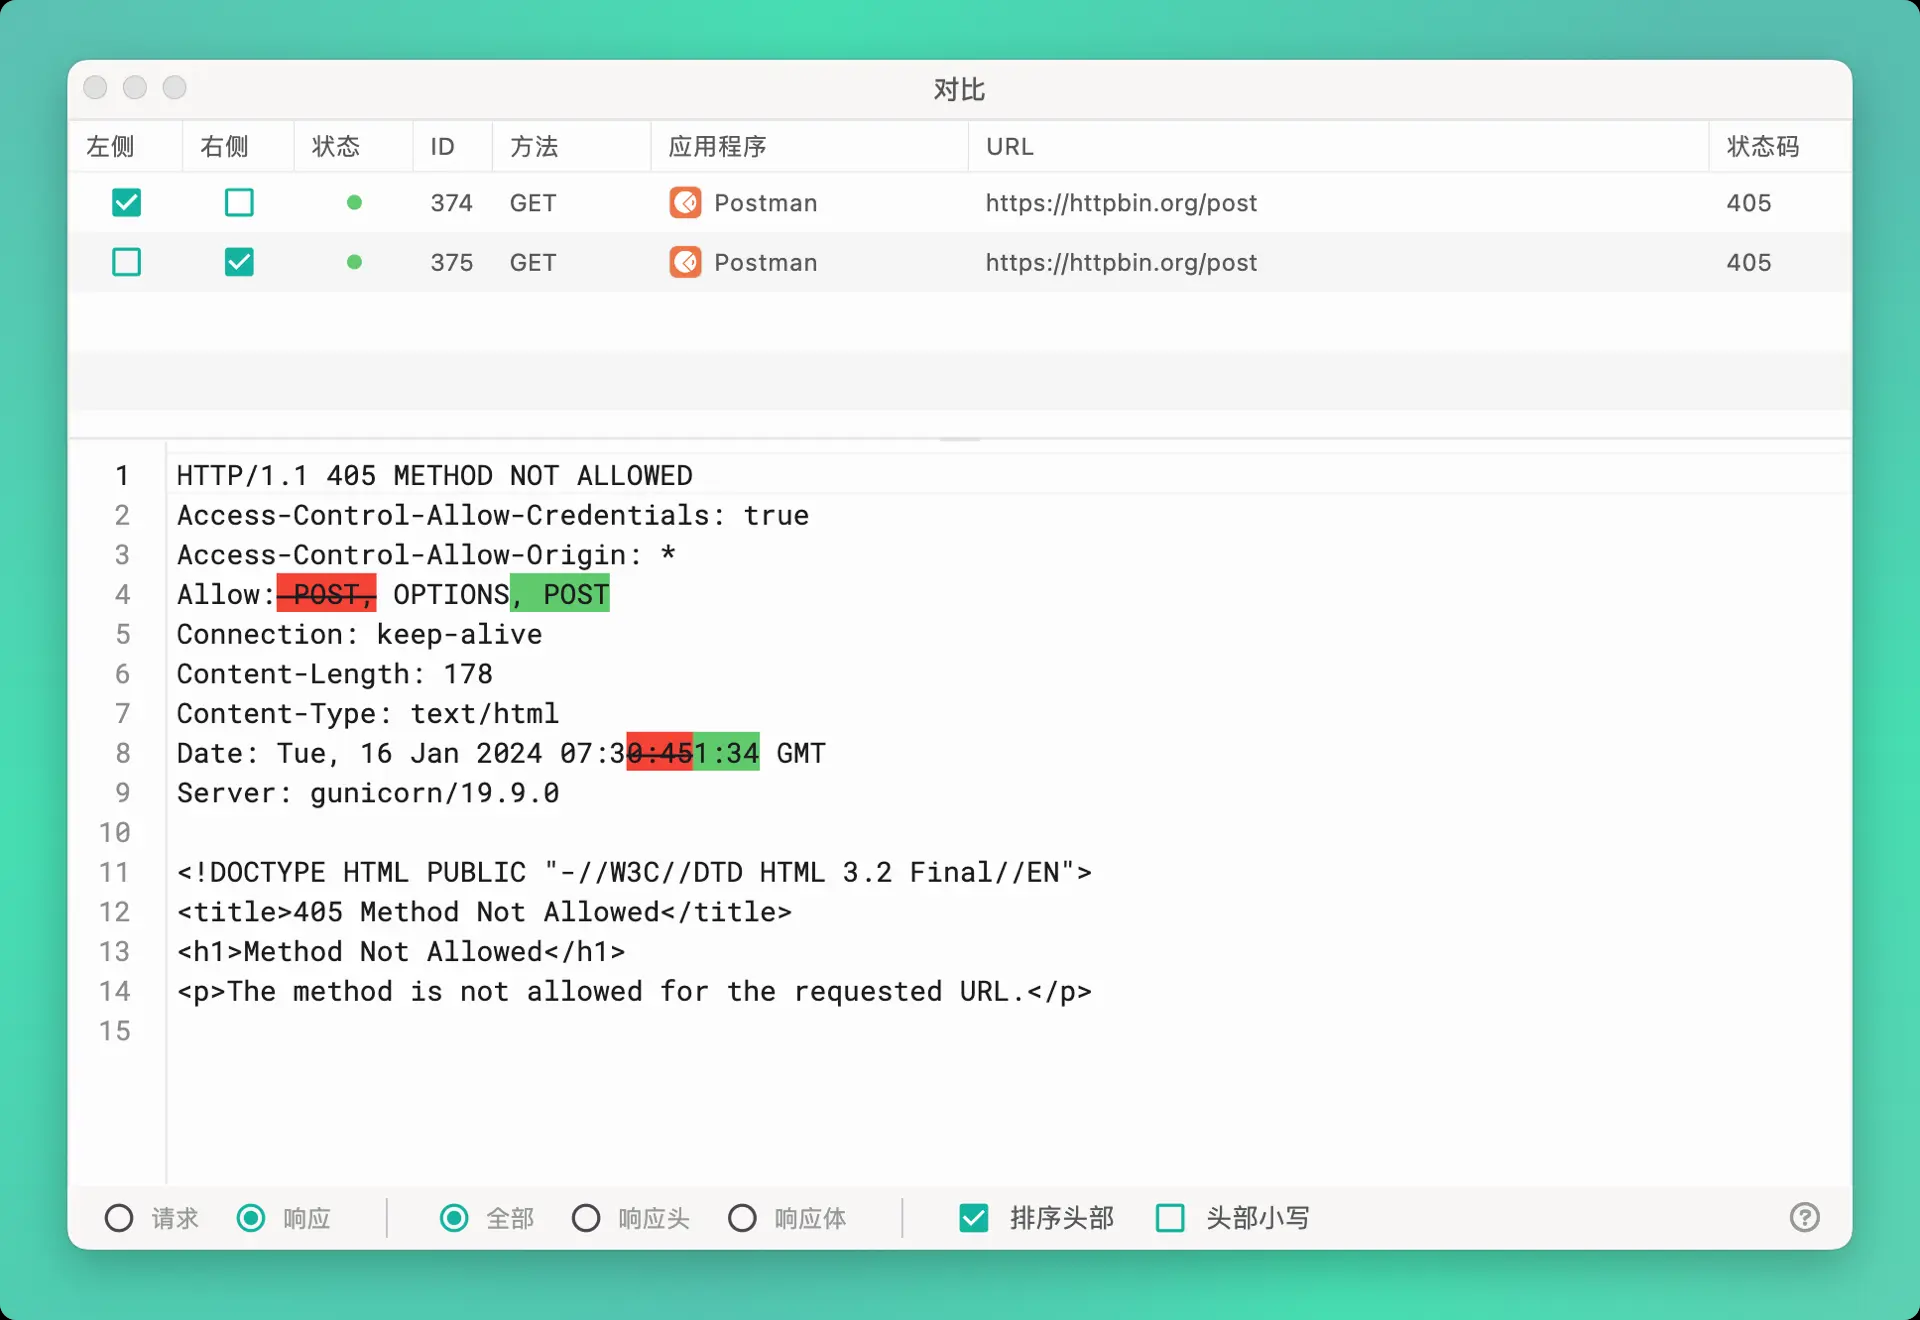 对比
左侧 右侧 状态 ID 方法 应用程序 URL 状态码
374 GET Postman https://httpbin.org/post 405
375 GET Postman https://httpbin.org/post 405
1 HTTP/1.1 405 METHOD NOT ALLOWED
2 Access-Control-Allow-Credentials: true
3 Access-Control-Allow-Origin: *
4 Allow: POST, OPTIONS, POST
5 Connection: keep-alive
6 Content-Length: 178
7 Content-Type: text/html
8 Date: Tue, 16 Jan 2024 07:30:451:34 GMT
9 Server: gunicorn/19.9.0
10
11 <!DOCTYPE HTML PUBLIC "-//W3C//DTD HTML 3.2 Final//EN">
12 <title>405 Method Not Allowed</title>
13 <h1>Method Not Allowed</h1>
14 <p>The method is not allowed for the requested URL.</p>
15
请求 响应 全部 响应头 响应体 排序头部 头部小写 ?